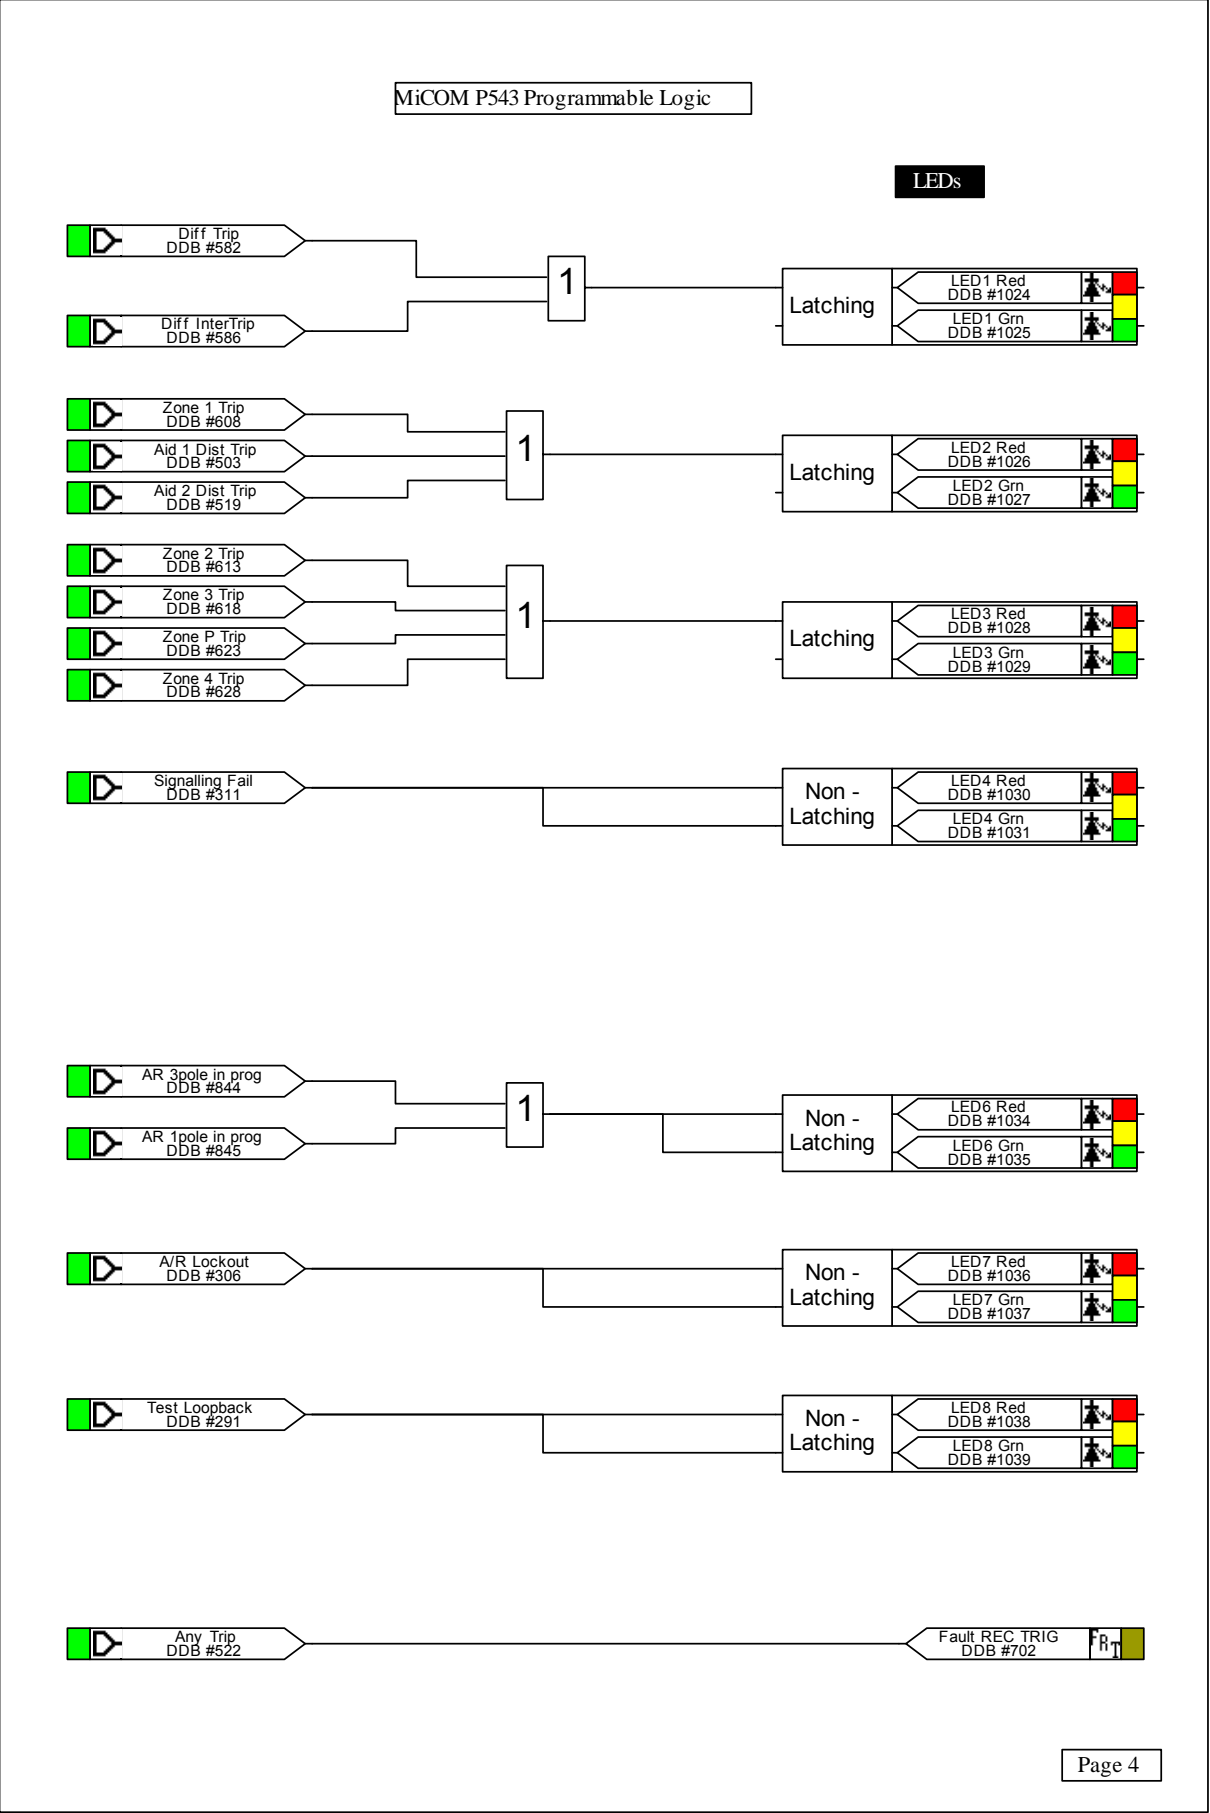 MiCOM P543 Programmable Logic
LEDs
Diff Trip
DDB #582
1
Diff InterTrip
DDB #586
Latching
LED1 Red
DDB #1024
LED1 Grn
DDB #1025
Zone 1 Trip
DDB #608
Aid 1 Dist Trip
DDB #503
Aid 2 Dist Trip
DDB #519
1
Latching
LED2 Red
DDB #1026
LED2 Grn
DDB #1027
Zone 2 Trip
DDB #613
Zone 3 Trip
DDB #618
Zone P Trip
DDB #623
Zone 4 Trip
DDB #628
1
Latching
LED3 Red
DDB #1028
LED3 Grn
DDB #1029
Signalling Fail
DDB #311
Non -
Latching
LED4 Red
DDB #1030
LED4 Grn
DDB #1031
AR 3pole in prog
DDB #844
AR 1pole in prog
DDB #845
1
Non -
Latching
LED6 Red
DDB #1034
LED6 Grn
DDB #1035
A/R Lockout
DDB #306
Non -
Latching
LED7 Red
DDB #1036
LED7 Grn
DDB #1037
Test Loopback
DDB #291
Non -
Latching
LED8 Red
DDB #1038
LED8 Grn
DDB #1039
Any Trip
DDB #522
Fault REC TRIG
DDB #702
FRT
Page 4